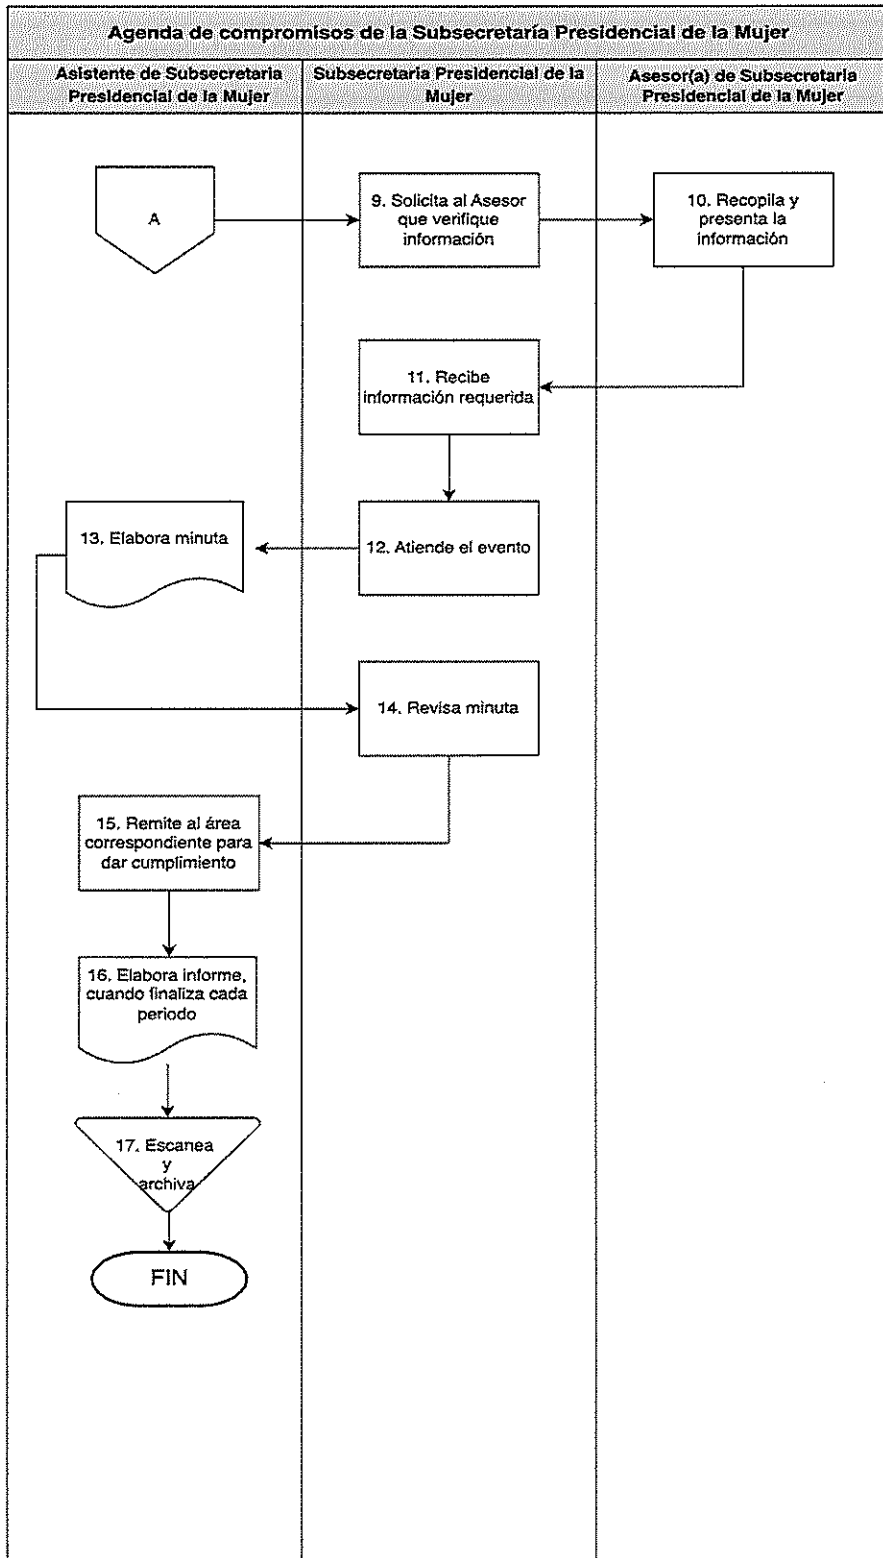 Agenda de compromisos de la Subsecretaría Presidencial de la Mujer
Asistente de Subsecretaria
Presidencial de la Mujer
Subsecretaria Presidencial de la
Mujer
Asesor(a) de Subsecretaria
Presidencial de la Mujer
A
9. Solicita al Asesor
que verifique
información
10. Recopila y
presenta la
información
11. Recibe
información requerida
13. Elabora minuta
12. Atiende el evento
14. Revisa minuta
15. Remite al área
correspondiente para
dar cumplimiento
16. Elabora informe,
cuando finaliza cada
periodo
17. Escanea
y
archiva
FIN